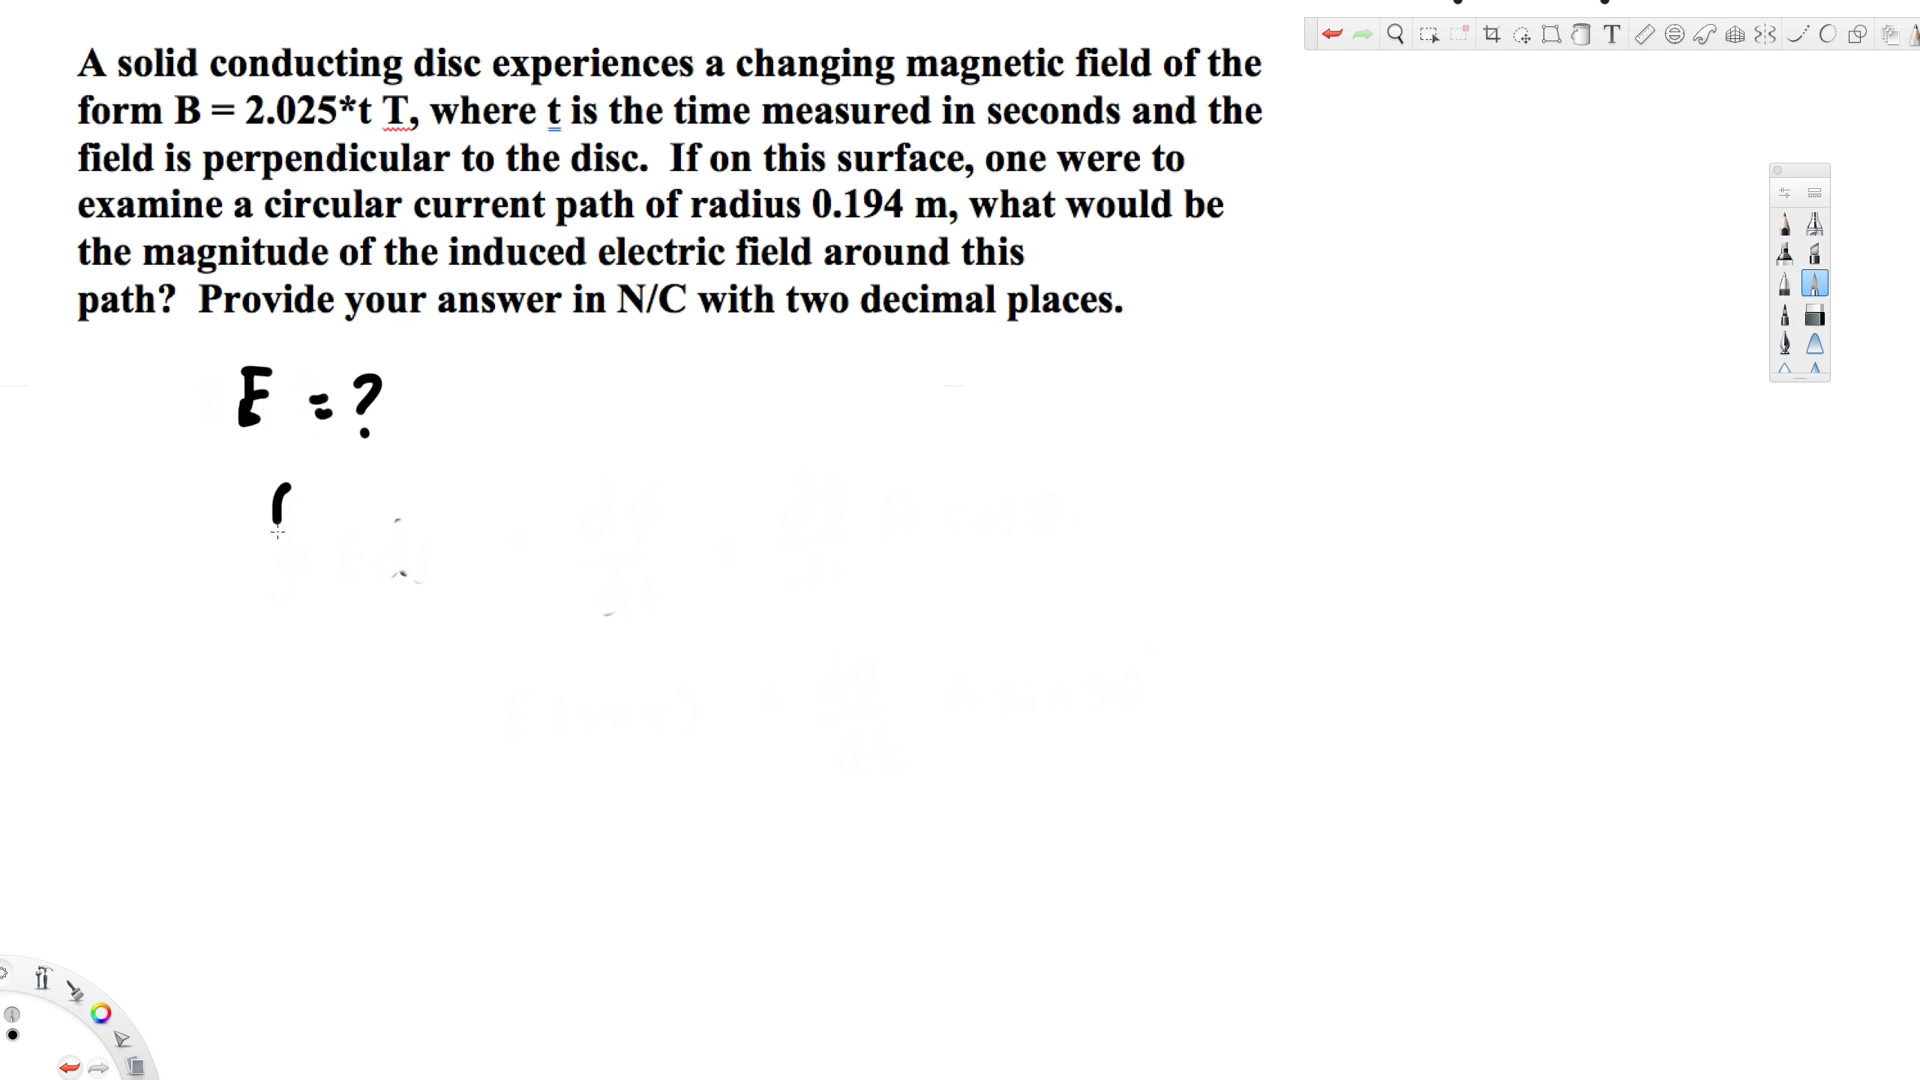 A solid conducting disc experiences a changing magnetic field of the
form B = 2.025*t T, where t is the time measured in seconds and the
field is perpendicular to the disc. If on this surface, one were to
examine a circular current path of radius 0.194 m, what would be
the magnitude of the induced electric field around this
path? Provide your answer in N/C with two decimal places.
E = ?